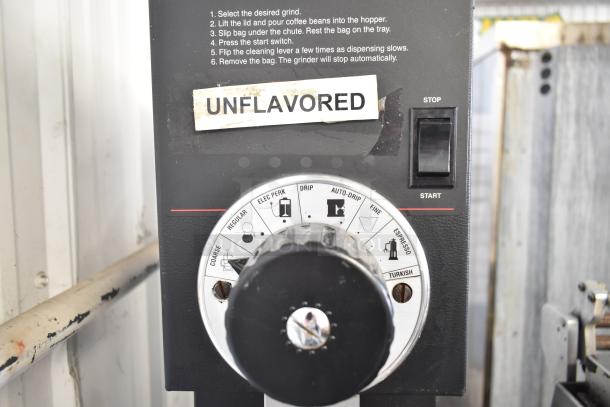 1. Select the desired grind.
2. Lift the lid and pour coffee beans into the hopper.
3. Slip bag under the chute. Rest the bag on the tray.
4. Press the start switch.
5. Flip the cleaning lever a few times as dispensing slows.
6. Remove the bag. The grinder will stop automatically.
UNFLAVORED
STOP
START
COARSE
REGULAR
ELEC PERK
DRIP
AUTO-DRIP
FINE
ESPRESSO
TURKISH